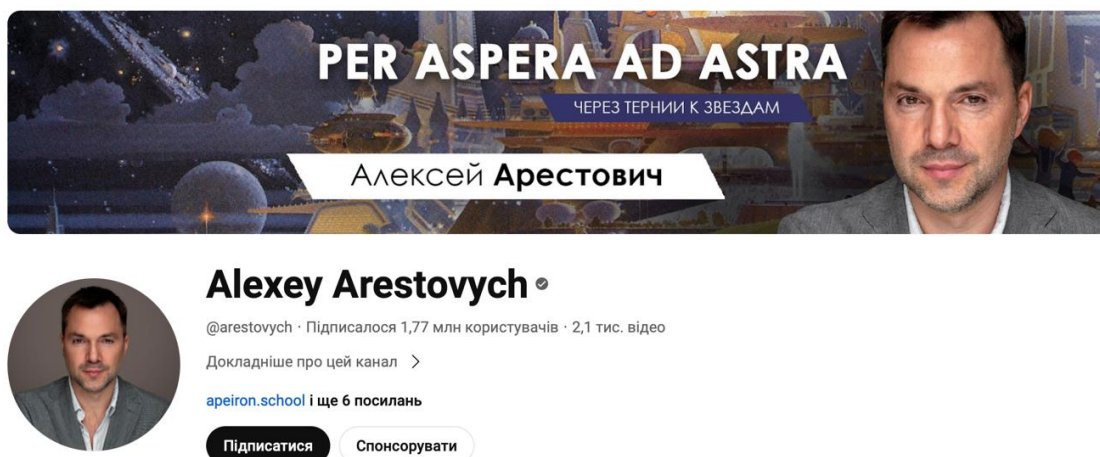 PER ASPERA AD ASTRA
ЧЕРЕЗ ТЕРНИИ К ЗВЕЗДАМ
Алексей Арестович
Alexey Arestovych
@arestovych · Підписалося 1,77 млн користувачів · 2,1 тис. відео
Докладніше про цей канал
apeiron.school і ще 6 посилань
Підписатися
Спонсорувати